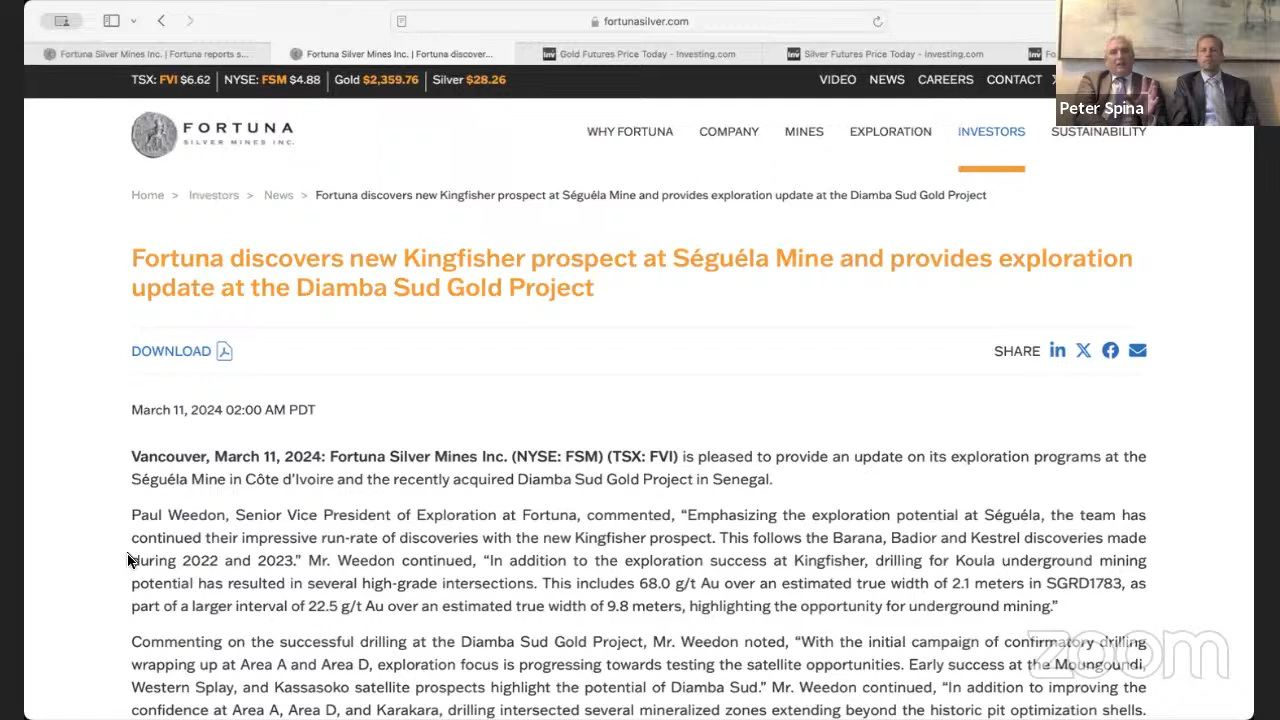 fortunasilver.com
Fortuna Silver Mines Inc. | Fortuna reports s...
Fortuna Silver Mines Inc. | Fortuna discover...
Gold Futures Price Today - Investing.com
Silver Futures Price Today - Investing.com
Fo
TSX: FVI $6.62 | NYSE: FSM $4.88 | Gold $2,359.76 | Silver $28.26
VIDEO NEWS CAREERS CONTACT
Peter Spina
FORTUNA
SILVER MINES INC.
WHY FORTUNA COMPANY MINES EXPLORATION INVESTORS SUSTAINABILITY
Home > Investors > News > Fortuna discovers new Kingfisher prospect at Séguéla Mine and provides exploration update at the Diamba Sud Gold Project
Fortuna discovers new Kingfisher prospect at Séguéla Mine and provides exploration
update at the Diamba Sud Gold Project
DOWNLOAD
SHARE
March 11, 2024 02:00 AM PDT
Vancouver, March 11, 2024: Fortuna Silver Mines Inc. (NYSE: FSM) (TSX: FVI) is pleased to provide an update on its exploration programs at the
Séguéla Mine in Côte d'Ivoire and the recently acquired Diamba Sud Gold Project in Senegal.
Paul Weedon, Senior Vice President of Exploration at Fortuna, commented, “Emphasizing the exploration potential at Séguéla, the team has
continued their impressive run-rate of discoveries with the new Kingfisher prospect. This follows the Barana, Badior and Kestrel discoveries made
during 2022 and 2023.” Mr. Weedon continued, “In addition to the exploration success at Kingfisher, drilling for Koula underground mining
potential has resulted in several high-grade intersections. This includes 68.0 g/t Au over an estimated true width of 2.1 meters in SGRD1783, as
part of a larger interval of 22.5 g/t Au over an estimated true width of 9.8 meters, highlighting the opportunity for underground mining.”
Commenting on the successful drilling at the Diamba Sud Gold Project, Mr. Weedon noted, “With the initial campaign of confirmatory drilling
wrapping up at Area A and Area D, exploration focus is progressing towards testing the satellite opportunities. Early success at the Moungoundi,
Western Splay, and Kassasoko satellite prospects highlight the potential of Diamba Sud.” Mr. Weedon continued, “In addition to improving the
confidence at Area A, Area D, and Karakara, drilling intersected several mineralized zones extending beyond the historic pit optimization shells.
zoom